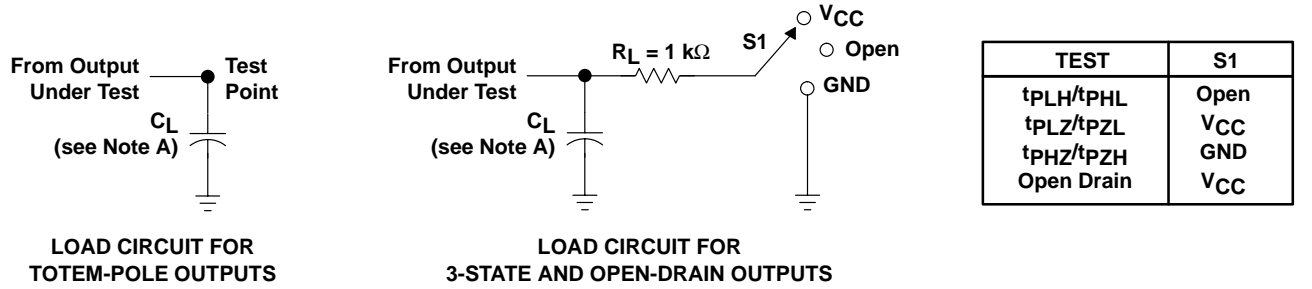 From Output
Under Test
Test
Point
CL
(see Note A)
LOAD CIRCUIT FOR
TOTEM-POLE OUTPUTS
From Output
Under Test
RL = 1 kΩ
S1
VCC
Open
GND
CL
(see Note A)
LOAD CIRCUIT FOR
3-STATE AND OPEN-DRAIN OUTPUTS
TEST S1
tPLH/tPHL Open
tPLZ/tPZL VCC
tPHZ/tPZH GND
Open Drain VCC